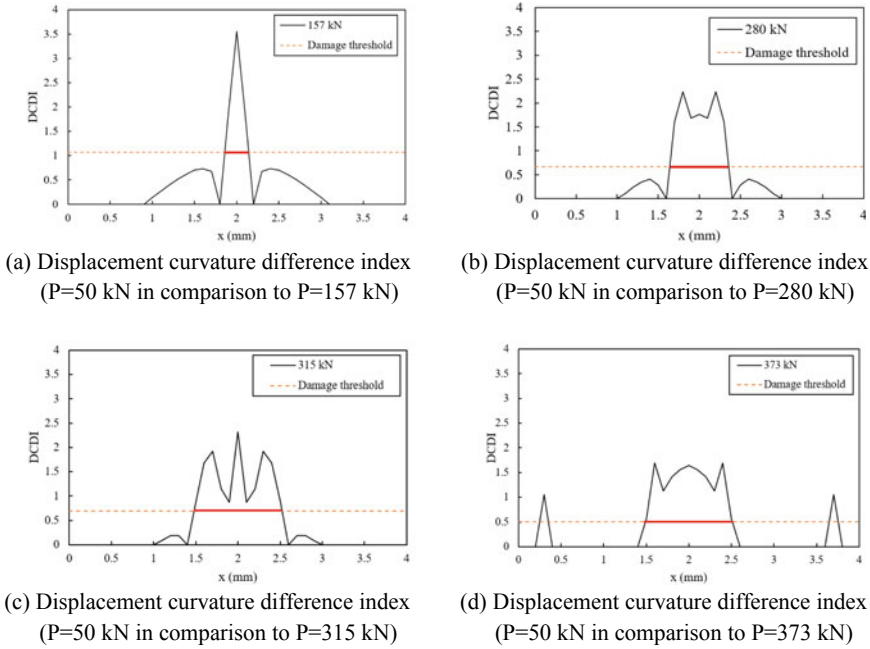 4
3.5
3
2.5
2
1.5
1
0.5
0
DCDI
157 kN
Damage threshold
0 0.5 1 1.5 2 2.5 3 3.5 4
x (mm)
(a) Displacement curvature difference index
(P=50 kN in comparison to P=157 kN)
4
3.5
3
2.5
2
1.5
1
0.5
0
DCDI
280 kN
Damage threshold
0 0.5 1 1.5 2 2.5 3 3.5 4
x (mm)
(b) Displacement curvature difference index
(P=50 kN in comparison to P=280 kN)
4
3.5
3
2.5
2
1.5
1
0.5
0
DCDI
315 kN
Damage threshold
0 0.5 1 1.5 2 2.5 3 3.5 4
x (mm)
(c) Displacement curvature difference index
(P=50 kN in comparison to P=315 kN)
4
3.5
3
2.5
2
1.5
1
0.5
0
DCDI
373 kN
Damage threshold
0 0.5 1 1.5 2 2.5 3 3.5 4
x (mm)
(d) Displacement curvature difference index
(P=50 kN in comparison to P=373 kN)